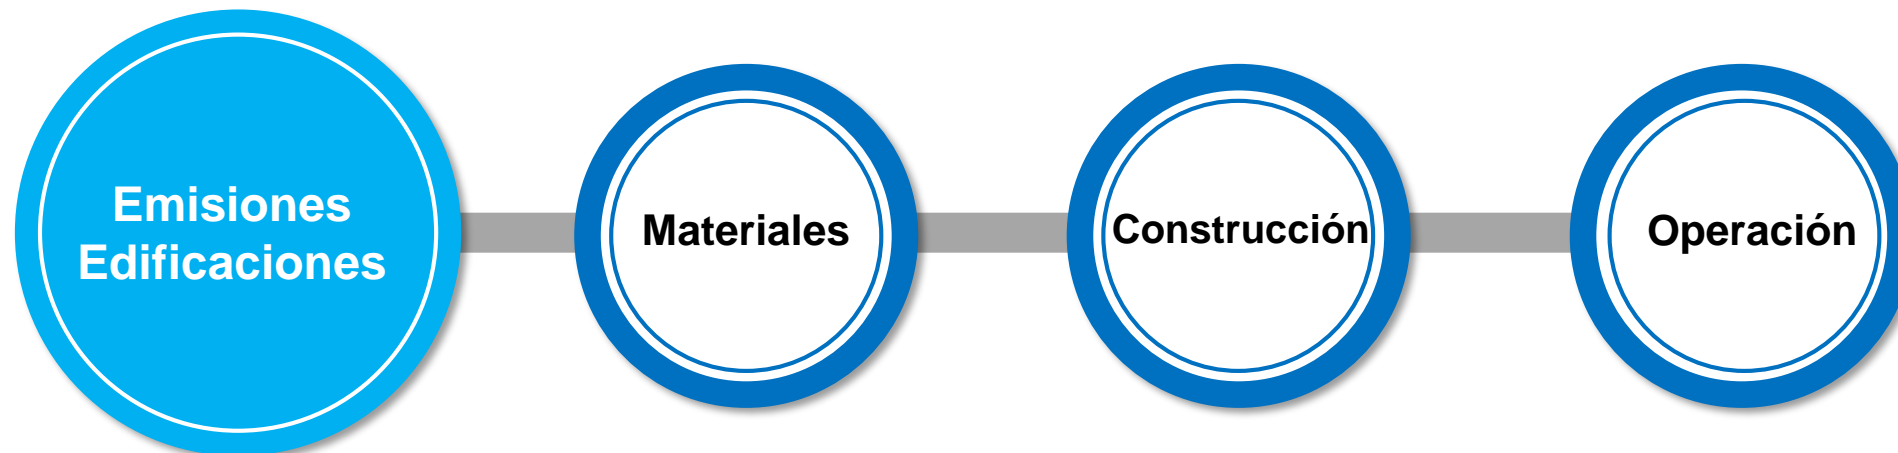 Emisiones
Edificaciones
Materiales
Construcción
Operación